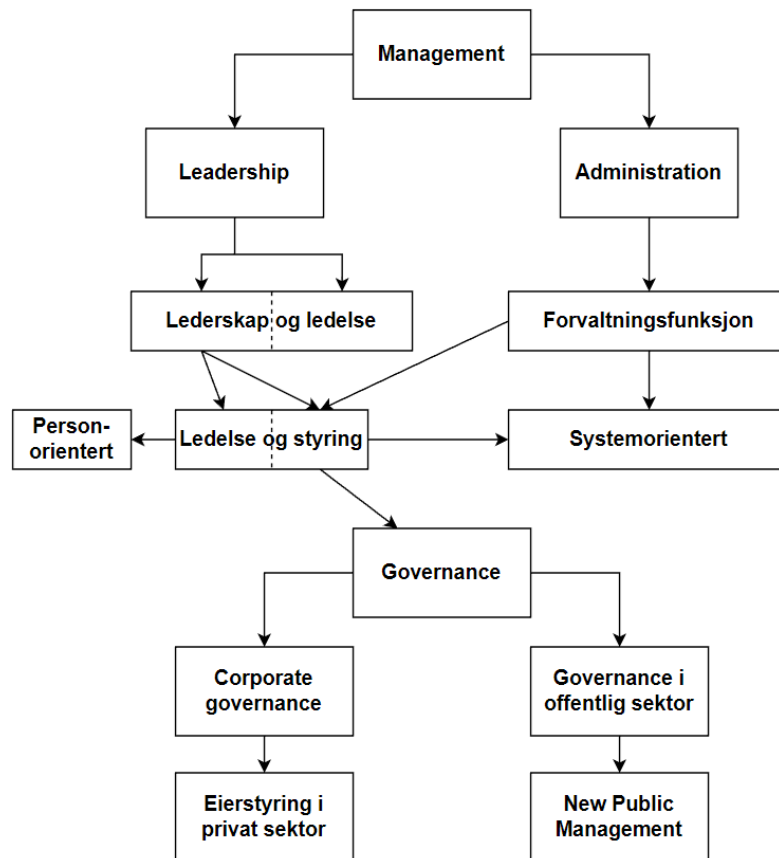 Management
Leadership
Administration
Lederskap og ledelse
Forvaltningsfunksjon
Person-
orientert
Ledelse og styring
Systemorientert
Governance
Corporate
governance
Governance i
offentlig sektor
Eierstyring i
privat sektor
New Public
Management